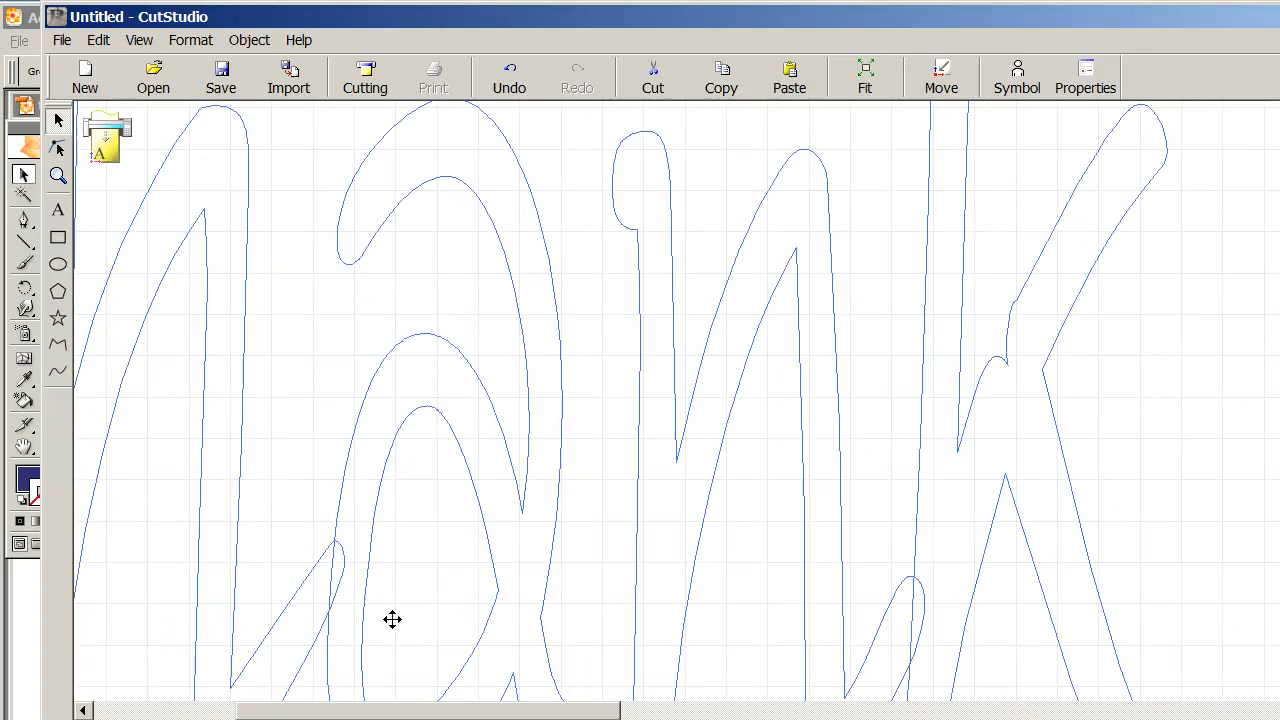 Untitled - CutStudio
File Edit View Format Object Help
File
New Open Save Import Cutting Print Undo Redo Cut Copy Paste Fit Move Symbol Properties
A
A